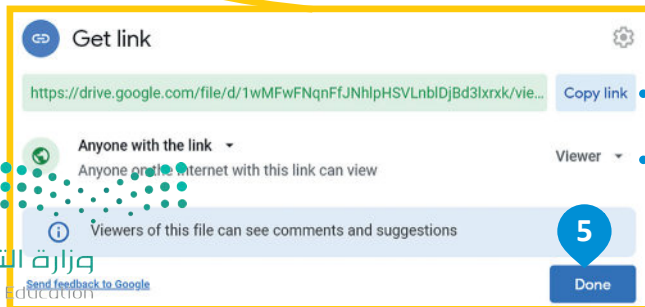 Get link
https://drive.google.com/file/d/1wMFwFNqnFfJNhlpHSVLnblDjBd3lxrxk/vie... Copy link
Anyone with the link
Anyone on the internet with this link can view
Viewer
Viewers of this file can see comments and suggestions
5
وزارة
Send feedback to Google
Education
Done